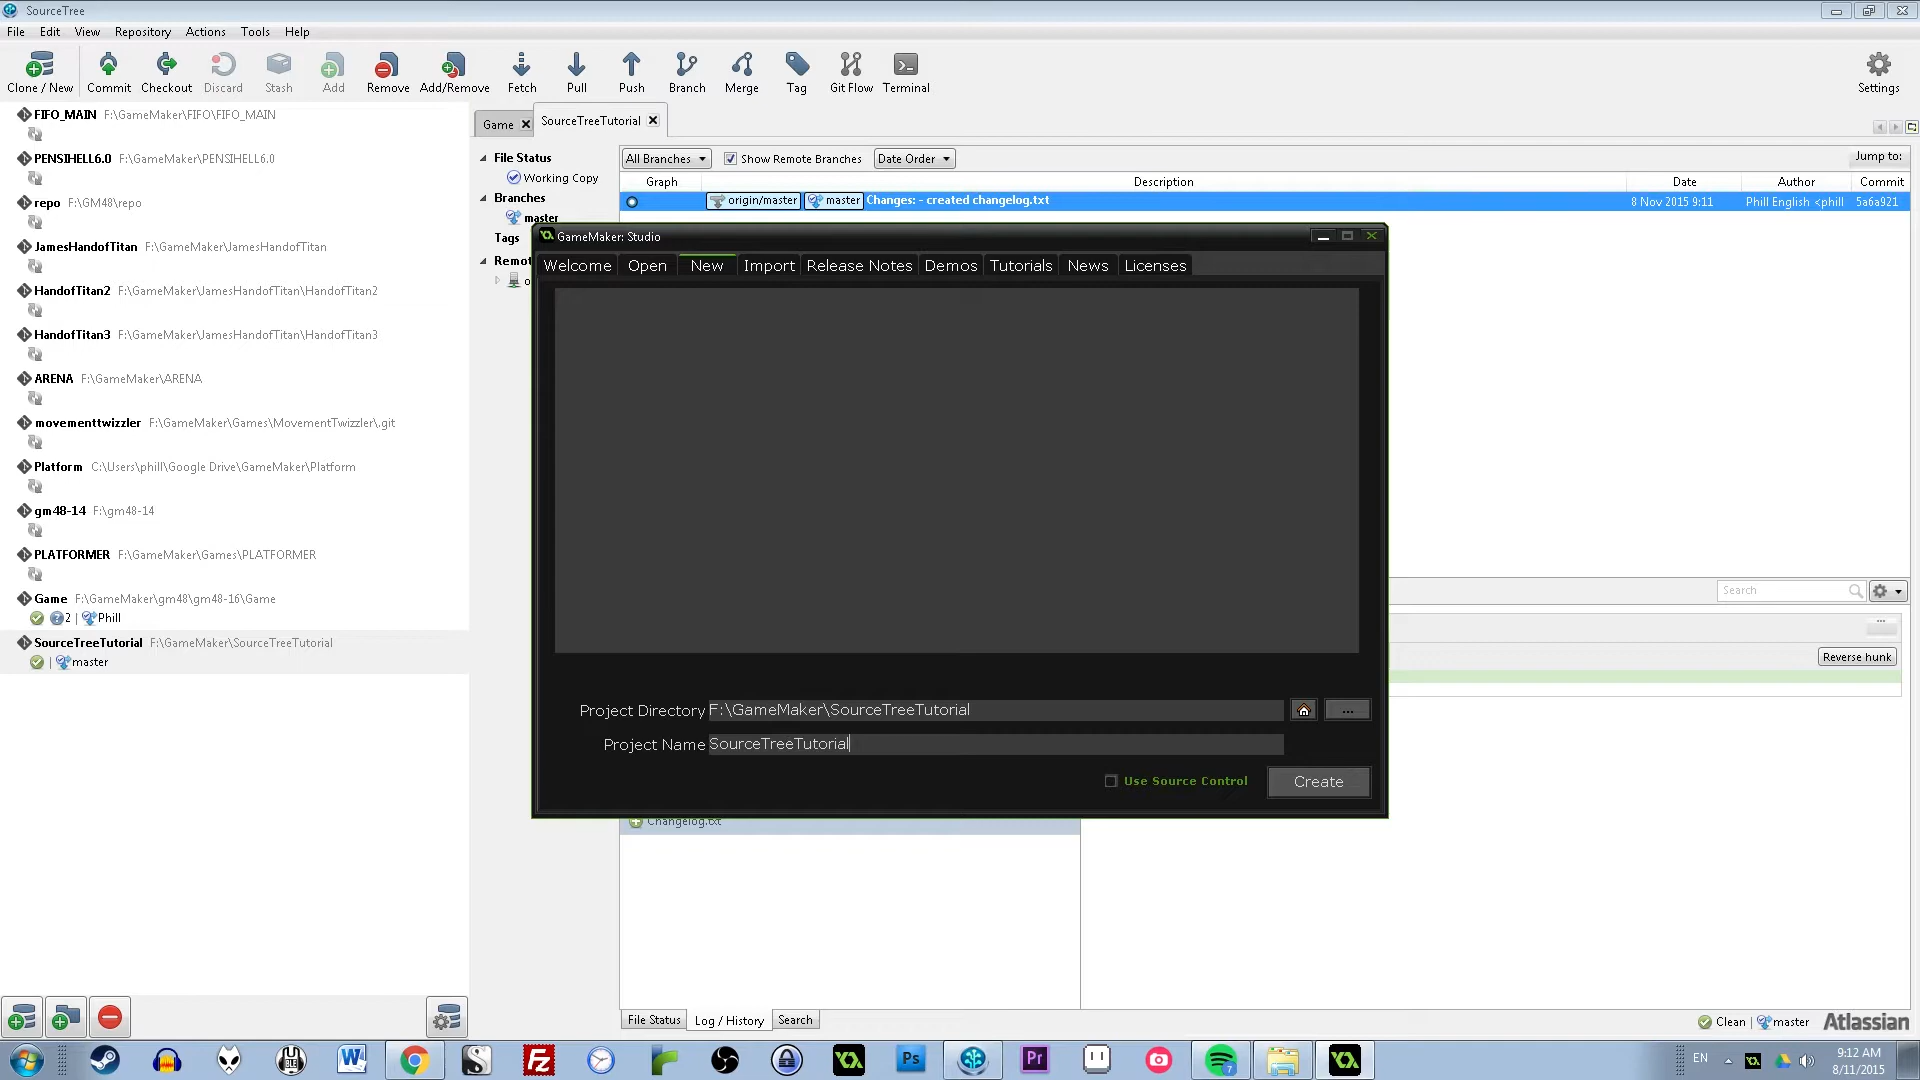 SourceTree
File Edit View Repository Actions Tools Help
Clone / New Commit Checkout Discard Stash Add Remove Add/Remove Fetch Pull Push Branch Merge Tag Git Flow Terminal Settings
FIFO_MAIN F:\GameMaker\FIFO\FIFO_MAIN
PENSIHELL6.0 F:\GameMaker\PENSIHELL6.0
repo F:\GM48\repo
JamesHandofTitan F:\GameMaker\JamesHandofTitan
HandofTitan2 F:\GameMaker\JamesHandofTitan\HandofTitan2
HandofTitan3 F:\GameMaker\JamesHandofTitan\HandofTitan3
ARENA F:\GameMaker\ARENA
movementtwizzler F:\GameMaker\Games\MovementTwizzler\.git
Platform C:\Users\phill\Google Drive\GameMaker\Platform
gm48-14 F:\gm48-14
PLATFORMER F:\GameMaker\Games\PLATFORMER
Game F:\GameMaker\gm48\gm48-16\Game
2 | Phill
SourceTreeTutorial F:\GameMaker\SourceTreeTutorial
| master
Game SourceTreeTutorial
File Status
Working Copy
Branches
master
Tags
Remot
o
All Branches Show Remote Branches Date Order Jump to:
Graph Description Date Author Commit
origin/master master Changes: - created changelog.txt 8 Nov 2015 9:11 Phill English <phill 5a6a921
GameMaker: Studio
Welcome Open New Import Release Notes Demos Tutorials News Licenses
Project Directory F:\GameMaker\SourceTreeTutorial ...
Project Name SourceTreeTutorial
Use Source Control Create
Search
...
Reverse hunk
Changelog.txt
File Status Log / History Search
Clean | master Atlassian
W Ps Pr 7 EN 9:12 AM
8/11/2015